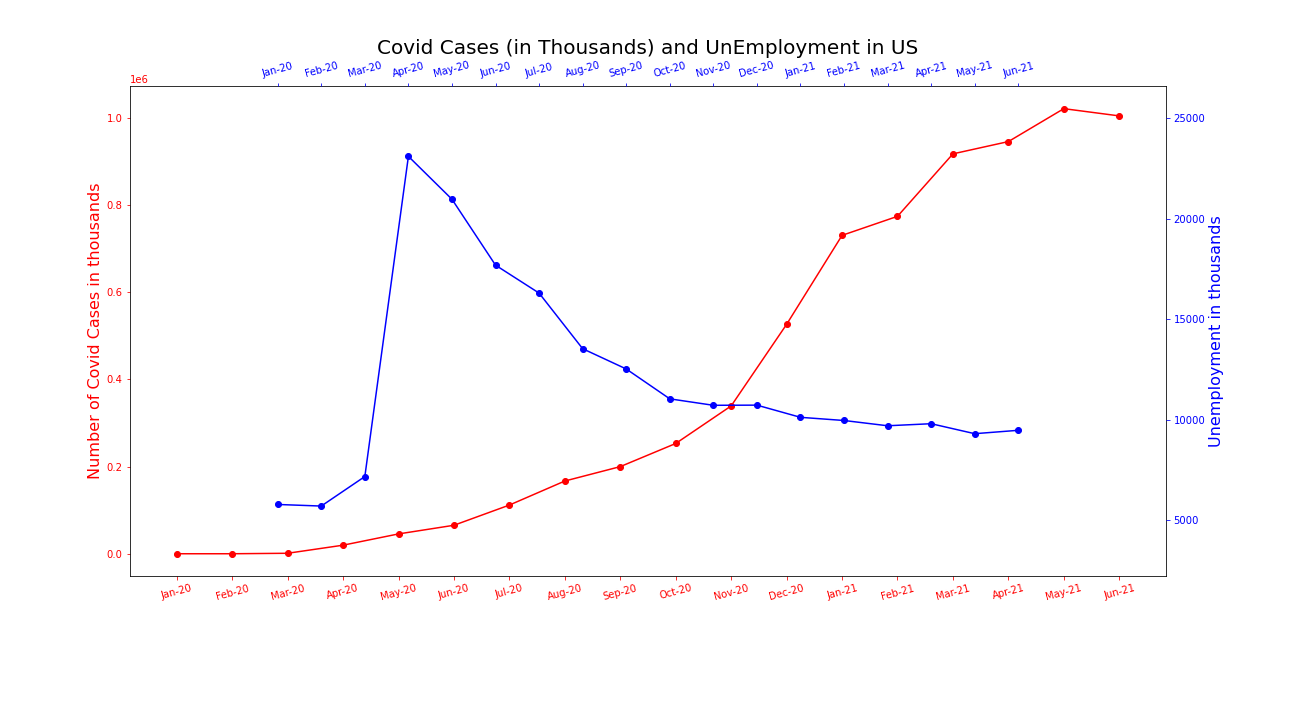 Covid Cases (in Thousands) and UnEmployment in US
Jan-20 Feb-20 Mar-20 Apr-20 May-20 Jun-20 Jul-20 Aug-20 Sep-20 Oct-20 Nov-20 Dec-20 Jan-21 Feb-21 Mar-21 Apr-21 May-21 Jun-21
1e6
1.0
0.8
0.6
0.4
0.2
0.0
Number of Covid Cases in thousands
25000
20000
15000
10000
5000
Unemployment in thousands
Jan-20 Feb-20 Mar-20 Apr-20 May-20 Jun-20 Jul-20 Aug-20 Sep-20 Oct-20 Nov-20 Dec-20 Jan-21 Feb-21 Mar-21 Apr-21 May-21 Jun-21